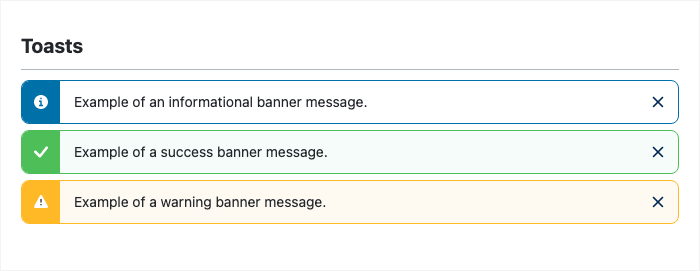 Toasts
Example of an informational banner message.
Example of a success banner message.
Example of a warning banner message.